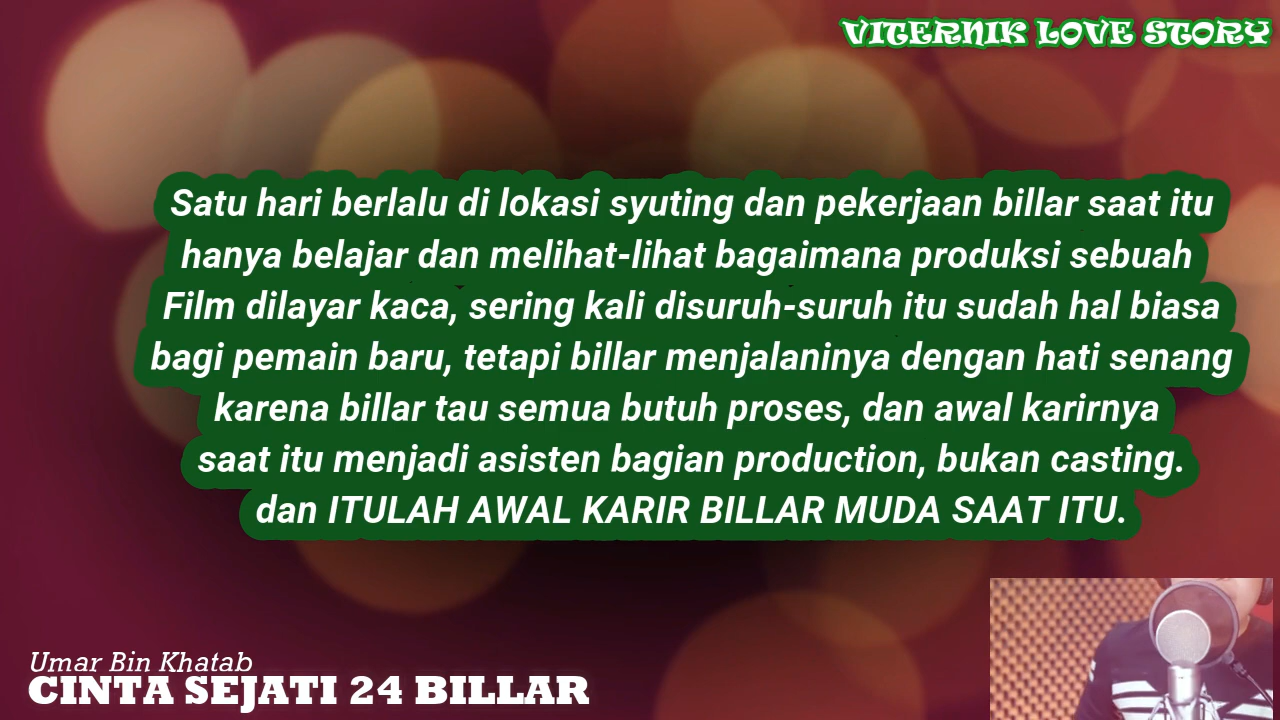 VITERNIK LOVE STORY
Satu hari berlalu di lokasi syuting dan pekerjaan billar saat itu
hanya belajar dan melihat-lihat bagaimana produksi sebuah
Film dilayar kaca, sering kali disuruh-suruh itu sudah hal biasa
bagi pemain baru, tetapi billar menjalaninya dengan hati senang
karena billar tau semua butuh proses, dan awal karirnya
saat itu menjadi asisten bagian production, bukan casting.
dan ITULAH AWAL KARIR BILLAR MUDA SAAT ITU.
Umar Bin Khatab
CINTA SEJATI 24 BILLAR